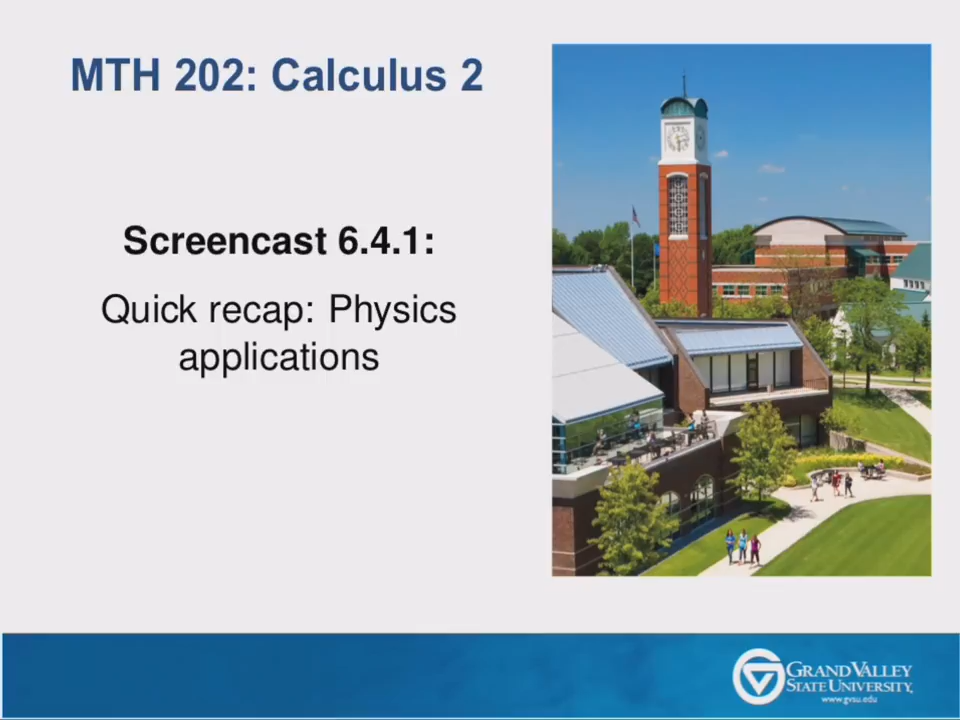 MTH 202: Calculus 2
Screencast 6.4.1:
Quick recap: Physics
applications
GRAND VALLEY
STATE UNIVERSITY
www.gvsu.edu